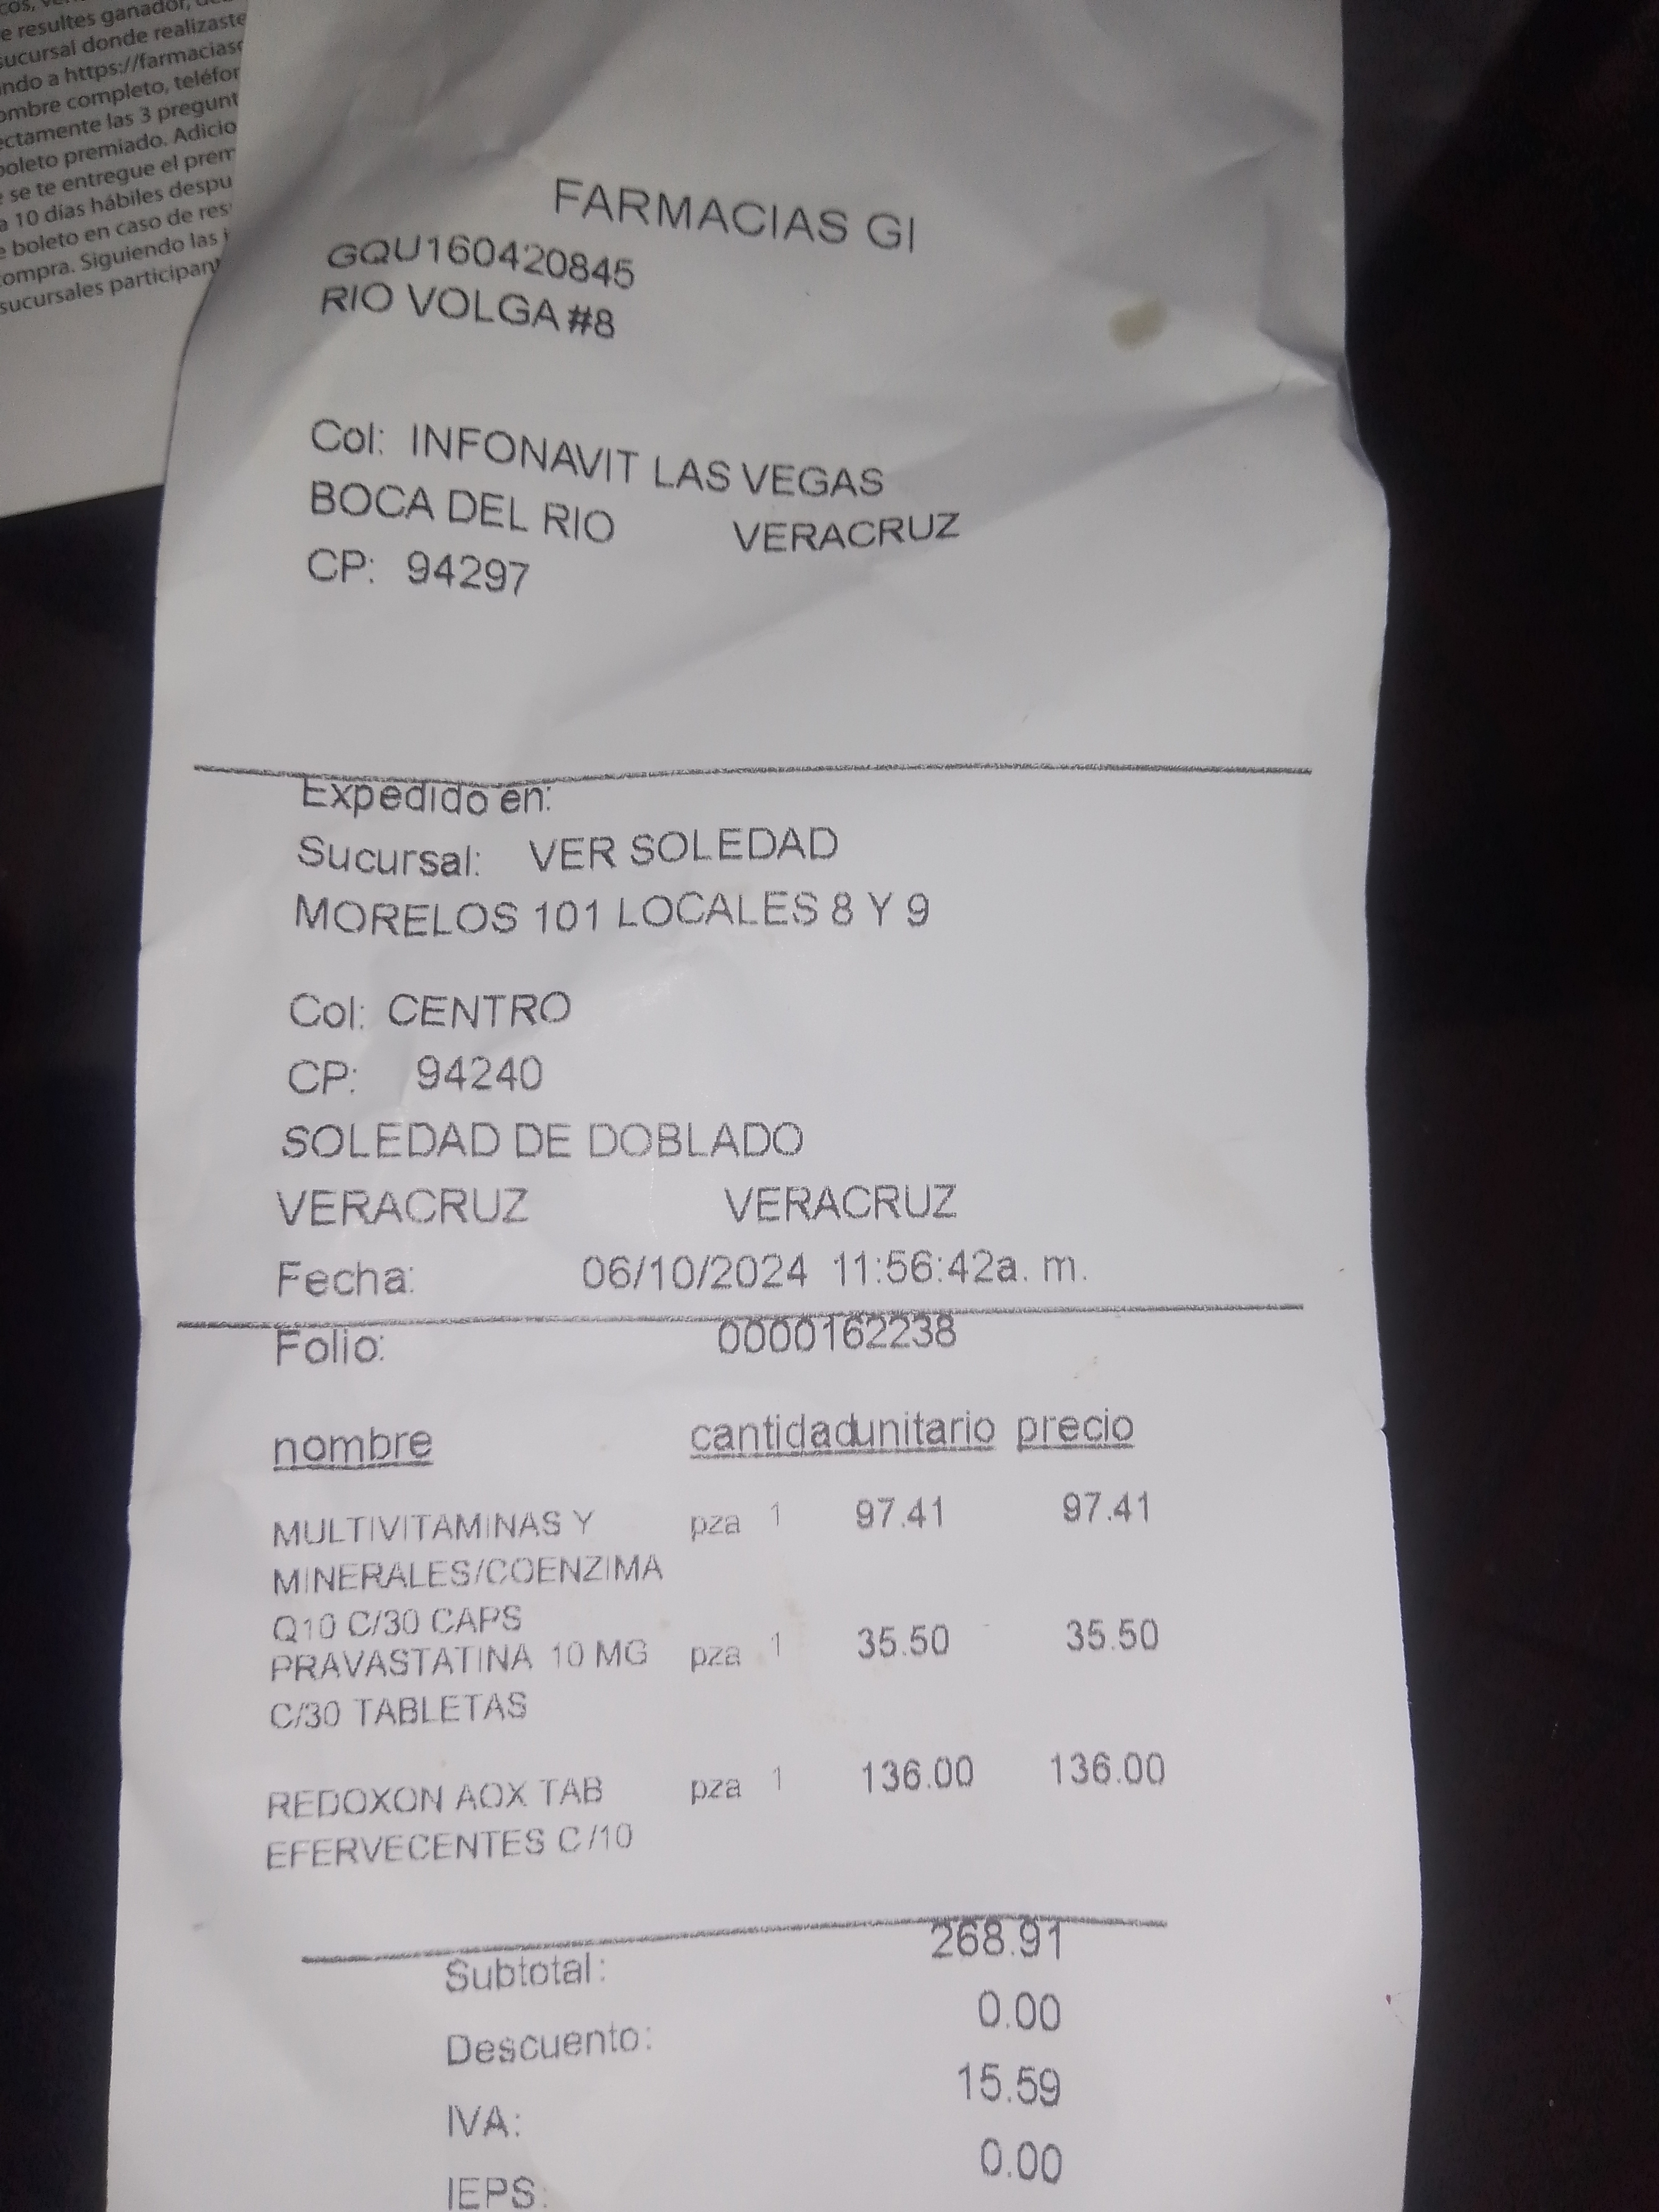 e resultes ganador,
sucursal donde realizaste
ndo a https://farmacias
ombre completo, teléfo
ectamente las 3 pregunt
boleto premiado. Adicio
se te entregue el prem
a 10 días hábiles despu
e boleto en caso de res
ompra. Siguiendo las
sucursales participan
FARMACIAS GI
GQU160420845
RIO VOLGA #8
Col: INFONAVIT LAS VEGAS
BOCA DEL RIO VERACRUZ
CP: 94297
Expedido en:
Sucursal: VER SOLEDAD
MORELOS 101 LOCALES 8 Y 9
Col: CENTRO
CP: 94240
SOLEDAD DE DOBLADO
VERACRUZ VERACRUZ
Fecha: 06/10/2024 11:56:42a. m.
Folio: 0000162238
nombre cantidad unitario precio
MULTIVITAMINAS Y pza 1 97.41 97.41
MINERALES/COENZIMA
Q10 C/30 CAPS
PRAVASTATINA 10 MG pza 1 35.50 35.50
C/30 TABLETAS
REDOXON AOX TAB pza 1 136.00 136.00
EFERVECENTES C/10
Subtotal: 268.91
Descuento: 0.00
IVA: 15.59
IEPS: 0.00